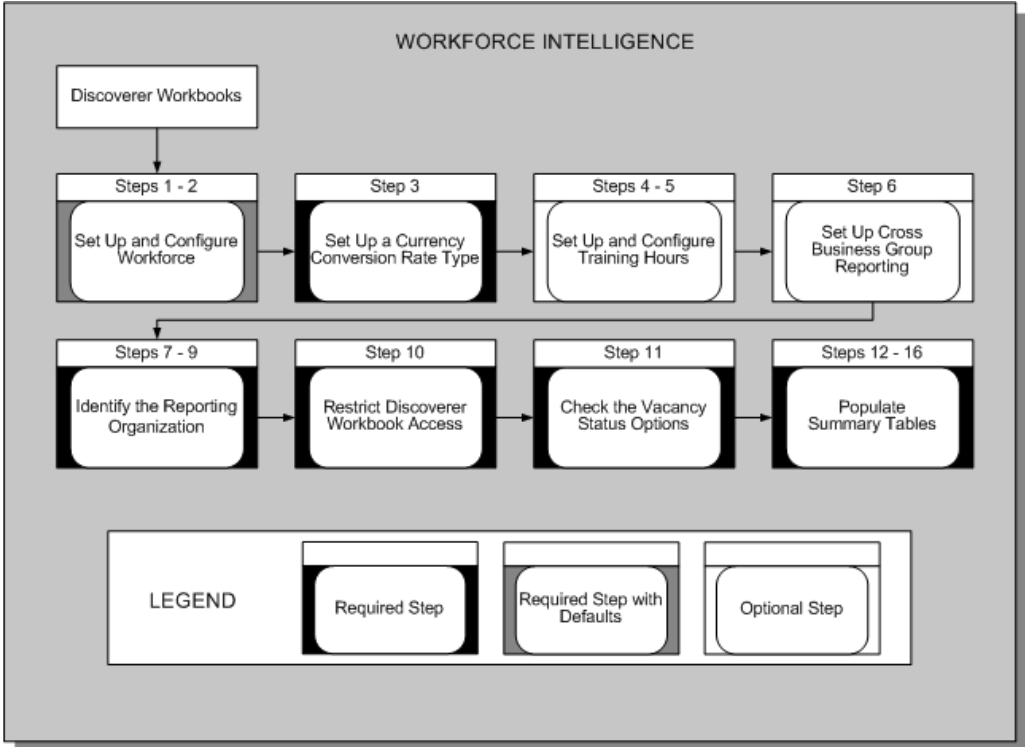 WORKFORCE INTELLIGENCE
Discoverer Workbooks
Steps 1 - 2
Set Up and Configure
Workforce
Step 3
Set Up a Currency
Conversion Rate Type
Steps 4 - 5
Set Up and Configure
Training Hours
Step 6
Set Up Cross
Business Group
Reporting
Steps 7 - 9
Identify the Reporting
Organization
Step 10
Restrict Discoverer
Workbook Access
Step 11
Check the Vacancy
Status Options
Steps 12 - 16
Populate
Summary Tables
LEGEND
Required Step
Required Step with
Defaults
Optional Step